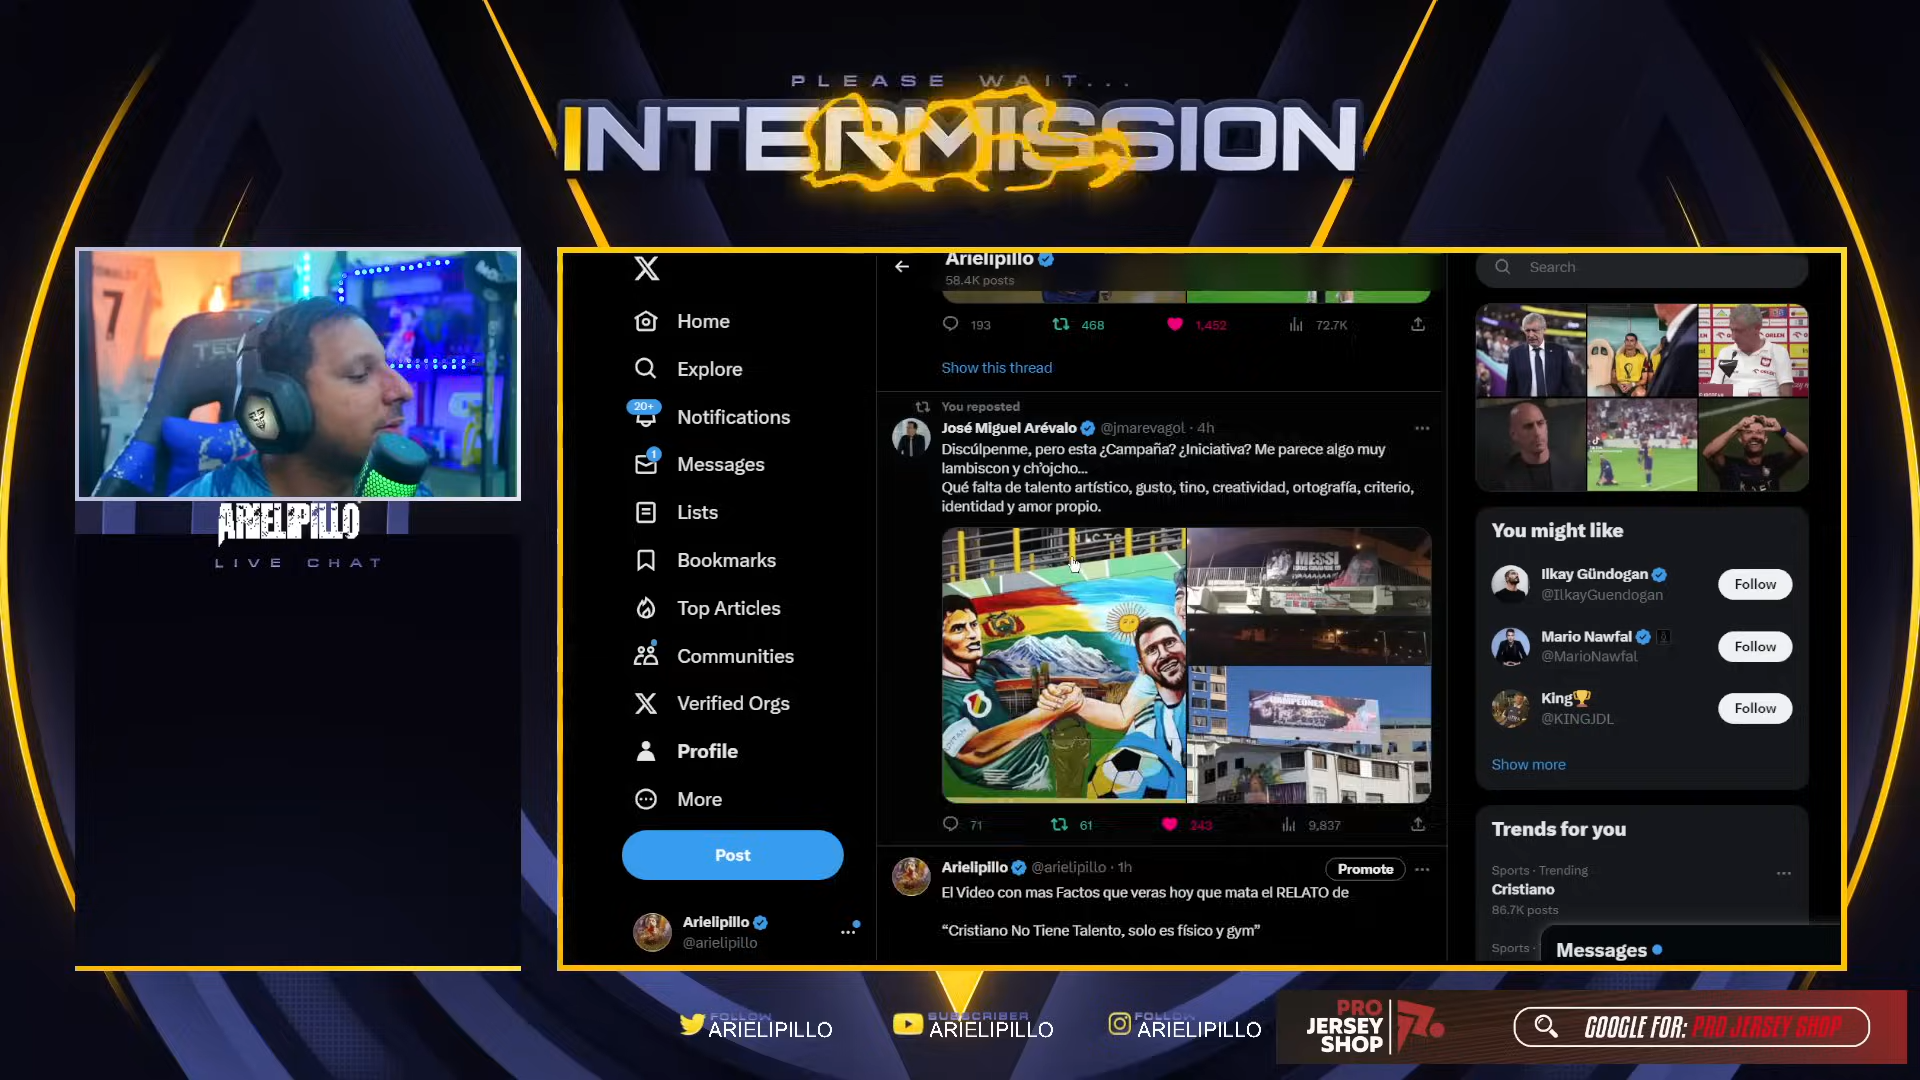 PLEASE WAIT...
INTERMISSION
7
ARIELIPILLO
LIVE CHAT
X
Home
Explore
20+
Notifications
1
Messages
Lists
Bookmarks
Top Articles
Communities
Verified Orgs
Profile
More
Post
Arielipillo
@arielipillo
Arielipillo
58.4K posts
193
468
1,452
72.7K
Show this thread
You reposted
José Miguel Arévalo @jmarevagol · 4h
Discúlpenme, pero esta ¿Campaña? ¿Iniciativa? Me parece algo muy
lambiscon y ch'ojcho...
Qué falta de talento artístico, gusto, tino, creatividad, ortografía, criterio,
identidad y amor propio.
MESSI
71
61
243
9,837
Arielipillo @arielipillo · 1h
Promote
El Video con mas Factos que veras hoy que mata el RELATO de
“Cristiano No Tiene Talento, solo es físico y gym”
Search
You might like
Ilkay Gündogan
@IlkayGuendogan
Follow
Mario Nawfal
@MarioNawfal
Follow
King🏆
@KINGJDL
Follow
Show more
Trends for you
Sports · Trending
Cristiano
86.7K posts
Sports ·
Messages
FOLLOW
ARIELIPILLO
SUBSCRIBER
ARIELIPILLO
FOLLOW
ARIELIPILLO
PRO
JERSEY
SHOP
GOOGLE FOR: PRO JERSEY SHOP